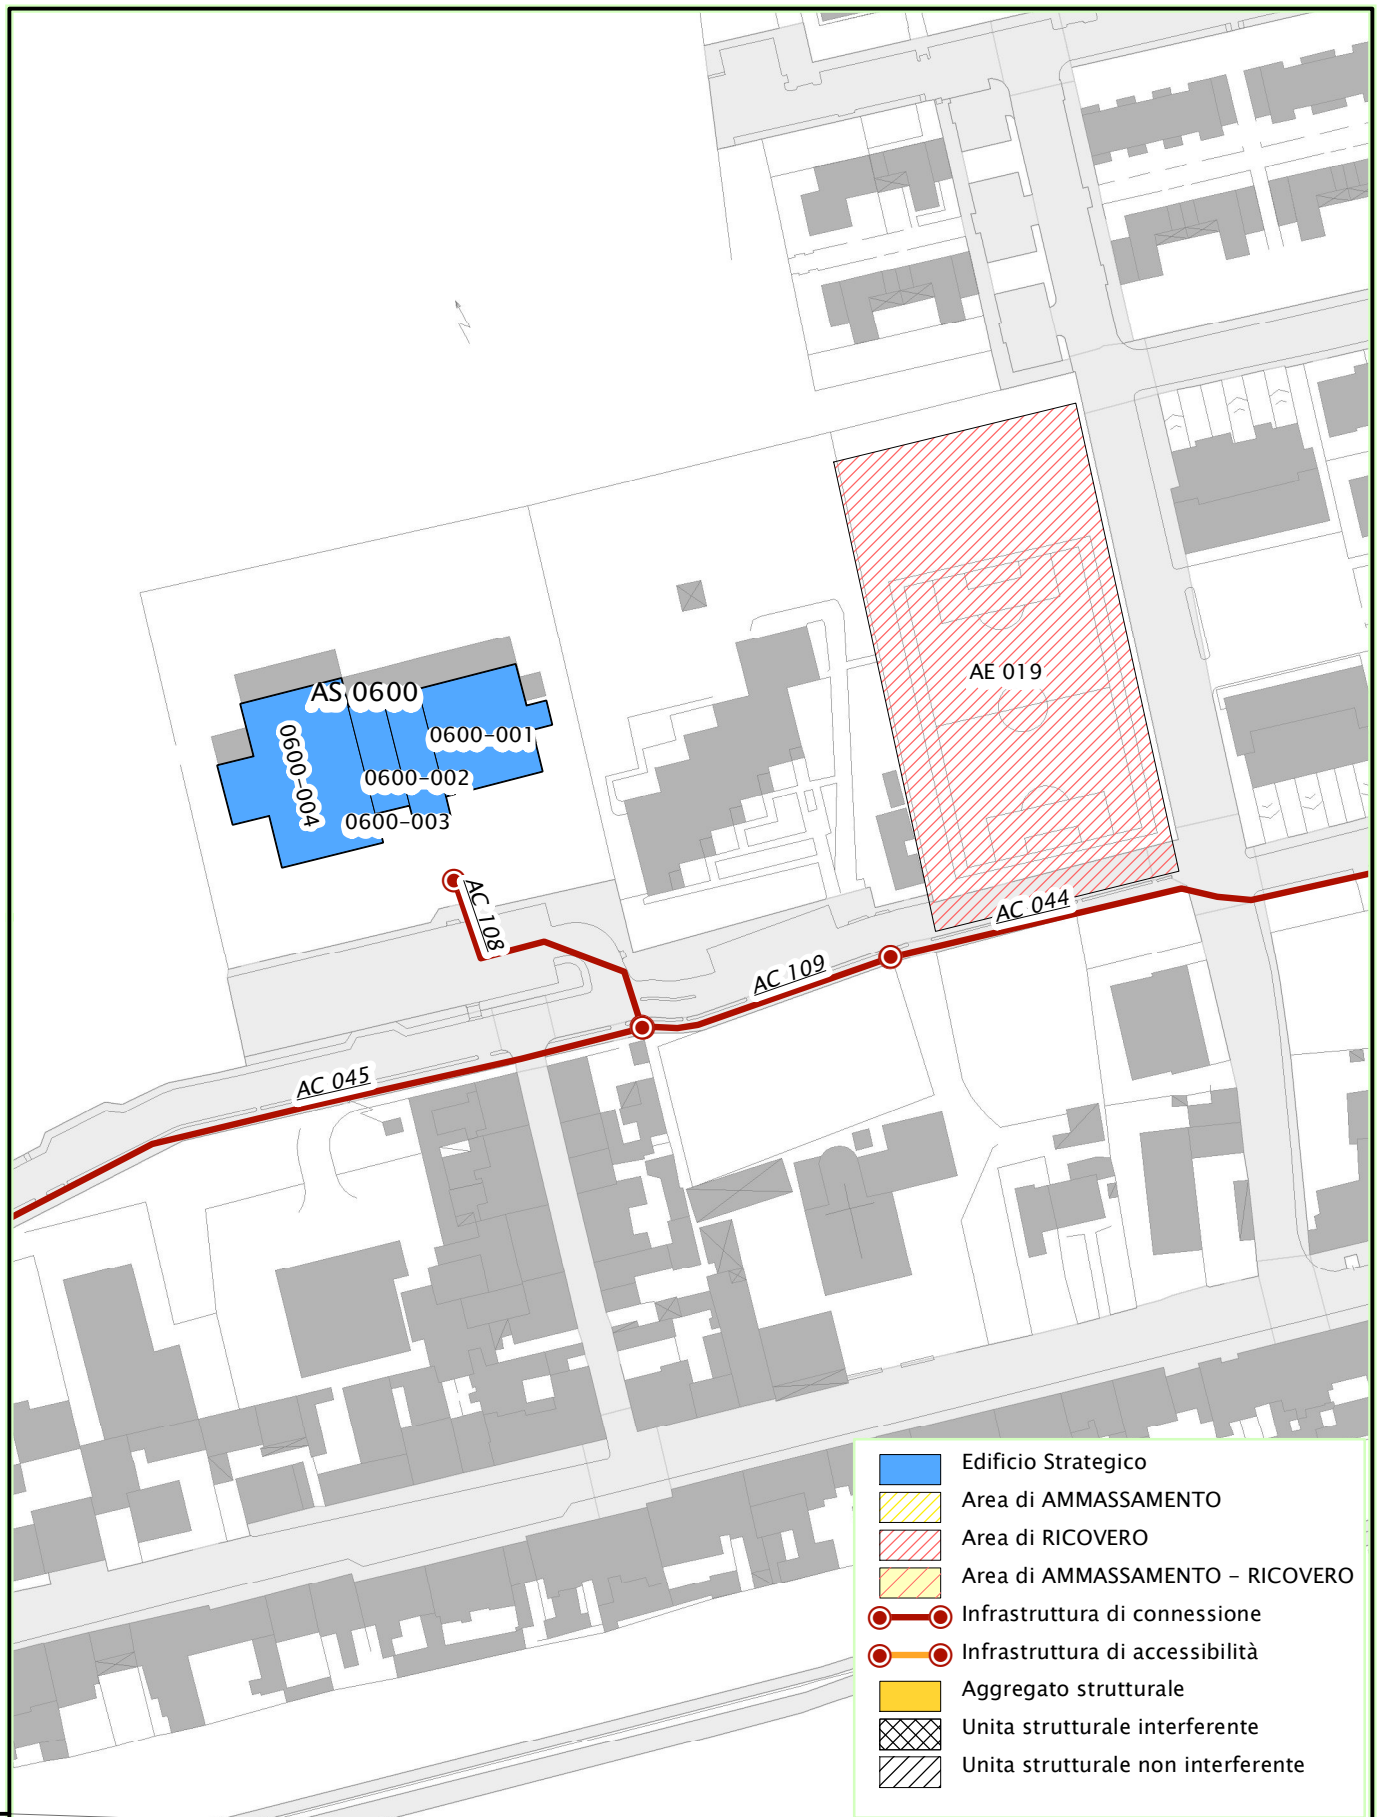 AE 019
AS 0600
0600-001
0600-002
0600-003
0600-004
AC 108
AC 044
AC 109
AC 045
Edificio Strategico
Area di AMMASSAMENTO
Area di RICOVERO
Area di AMMASSAMENTO - RICOVERO
Infrastruttura di connessione
Infrastruttura di accessibilità
Aggregato strutturale
Unita strutturale interferente
Unita strutturale non interferente